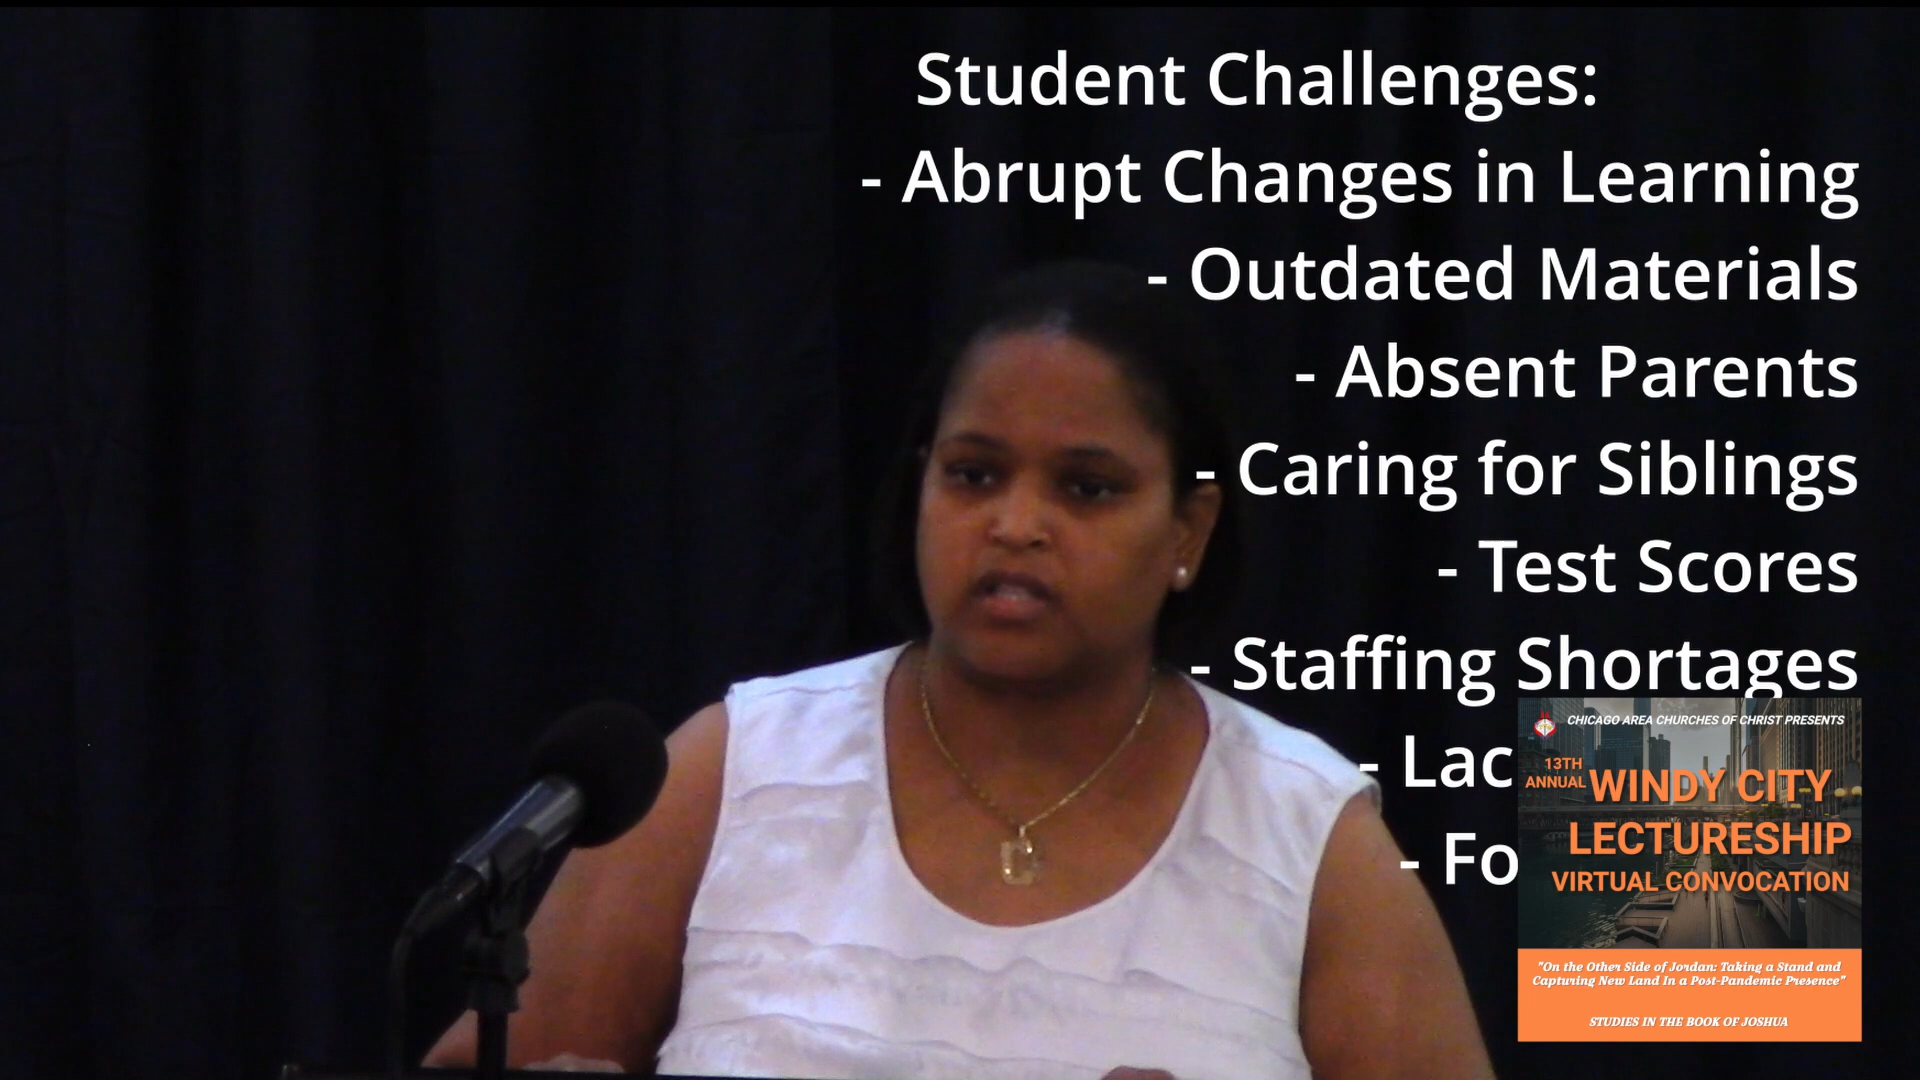 Student Challenges:
- Abrupt Changes in Learning
- Outdated Materials
- Absent Parents
- Caring for Siblings
- Test Scores
- Staffing Shortages
- Lac
- Fo
CHICAGO AREA CHURCHES OF CHRIST PRESENTS
13TH
ANNUAL WINDY CITY
LECTURESHIP
VIRTUAL CONVOCATION
"On the Other Side of Jordan: Taking a Stand and
Capturing New Land In a Post-Pandemic Presence"
STUDIES IN THE BOOK OF JOSHUA